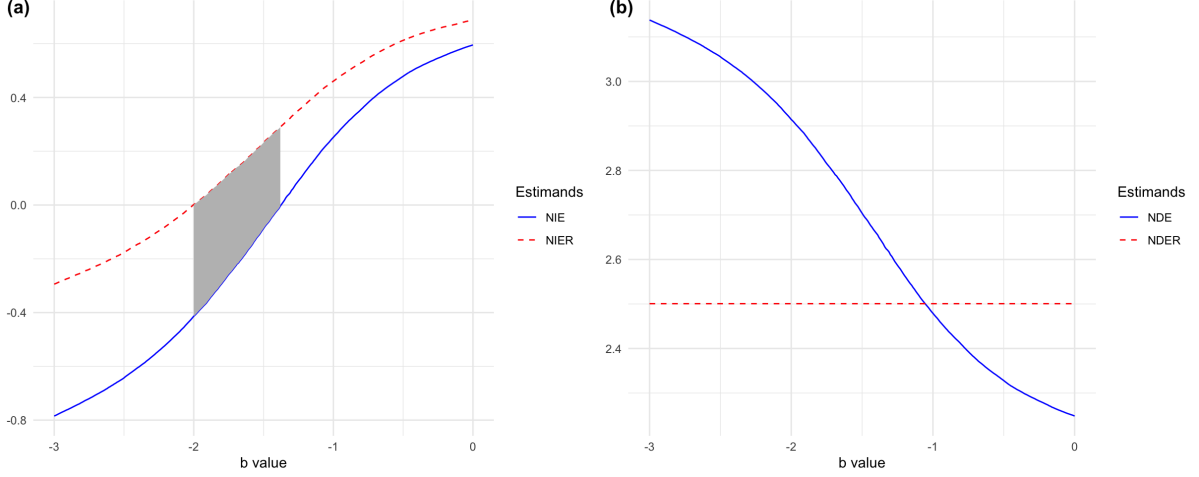 (a)
0.4
0.0
-0.4
-0.8
-3
-2
-1
0
b value
Estimands
NIE
NIER
(b)
3.0
2.8
2.6
2.4
-3
-2
-1
0
b value
Estimands
NDE
NDER